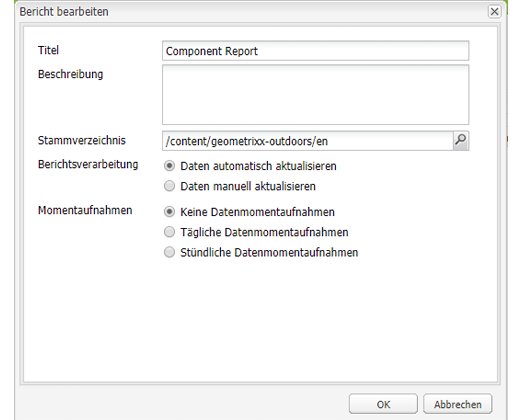 Bericht bearbeiten
Titel
Component Report
Beschreibung
Stammverzeichnis
/content/geometrixx-outdoors/en
Berichtsverarbeitung
Daten automatisch aktualisieren
Daten manuell aktualisieren
Momentaufnahmen
Keine Datenmomentaufnahmen
Tägliche Datenmomentaufnahmen
Stündliche Datenmomentaufnahmen
OK
Abbrechen